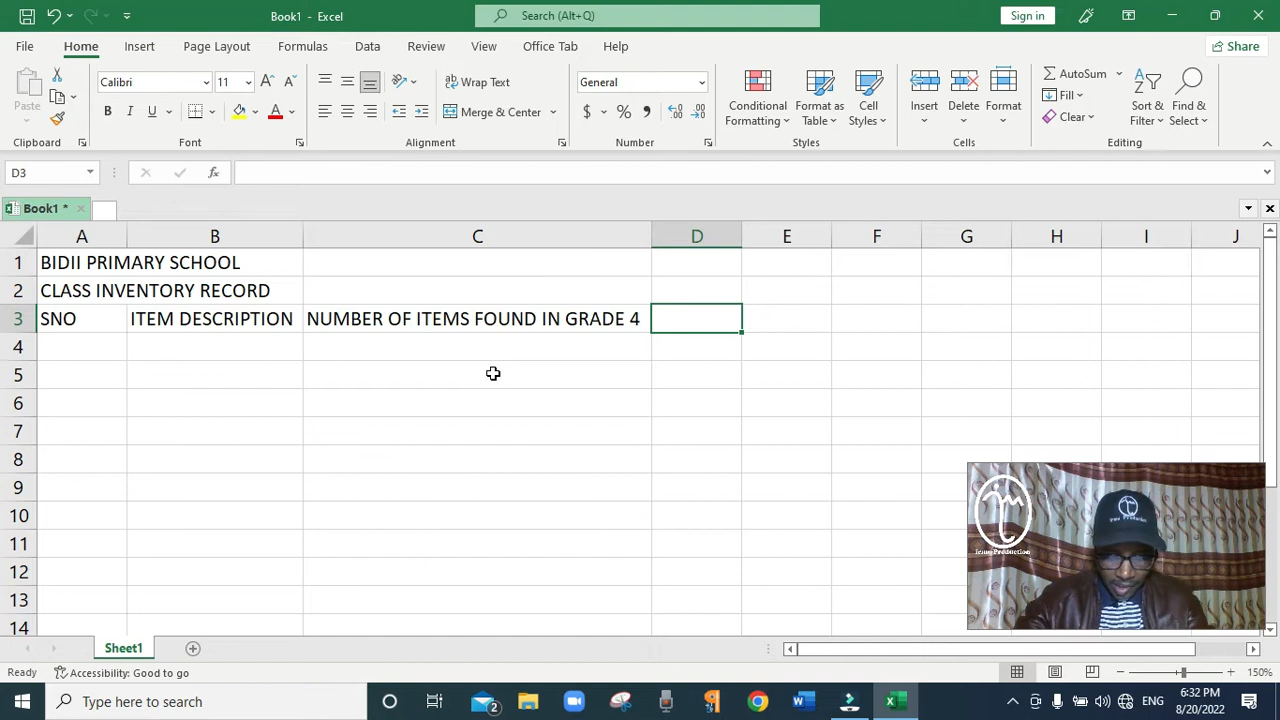 Book1 - Excel
Search (Alt+Q)
Sign in
File Home Insert Page Layout Formulas Data Review View Office Tab Help
Share
Paste
Calibri 11
B I U
Wrap Text
Merge & Center
General
$ % ,
Conditional Formatting
Format as Table
Cell Styles
Insert Delete Format
AutoSum
Fill
Clear
Sort & Filter
Find & Select
Clipboard Font Alignment Number Styles Cells Editing
D3
fx
Book1 *
A B C D E F G H I J
1 BIDII PRIMARY SCHOOL
2 CLASS INVENTORY RECORD
3 SNO ITEM DESCRIPTION NUMBER OF ITEMS FOUND IN GRADE 4
4
5
6
7
8
9
10
11
12
13
14
Sheet1
Ready Accessibility: Good to go
150%
Type here to search
2
ENG
6:32 PM
8/20/2022